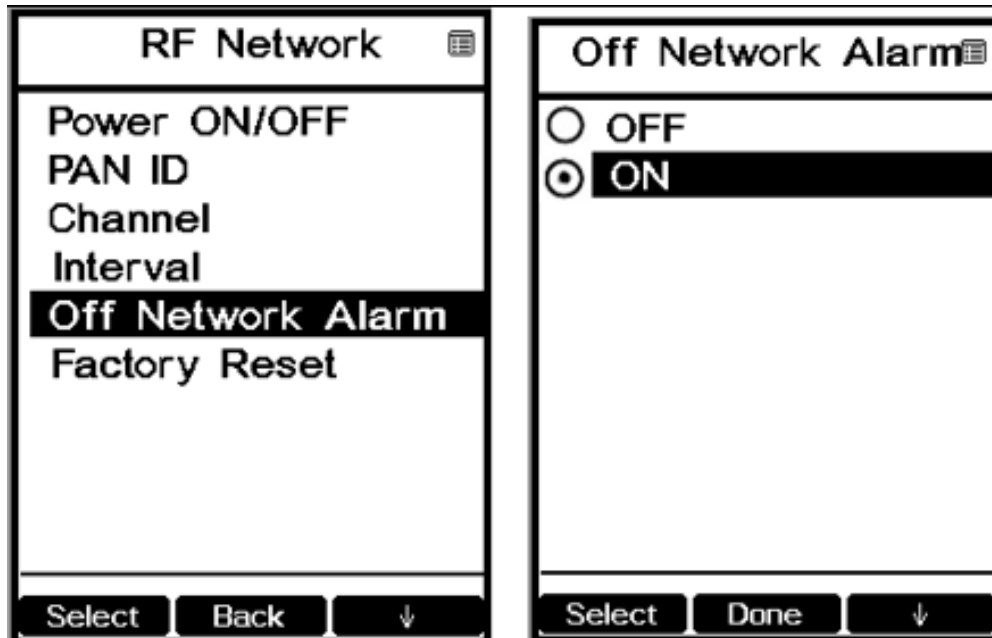 RF Network
Power ON/OFF
PAN ID
Channel
Interval
Off Network Alarm
Factory Reset
Select Back ↓
Off Network Alarm
OFF
ON
Select Done ↓